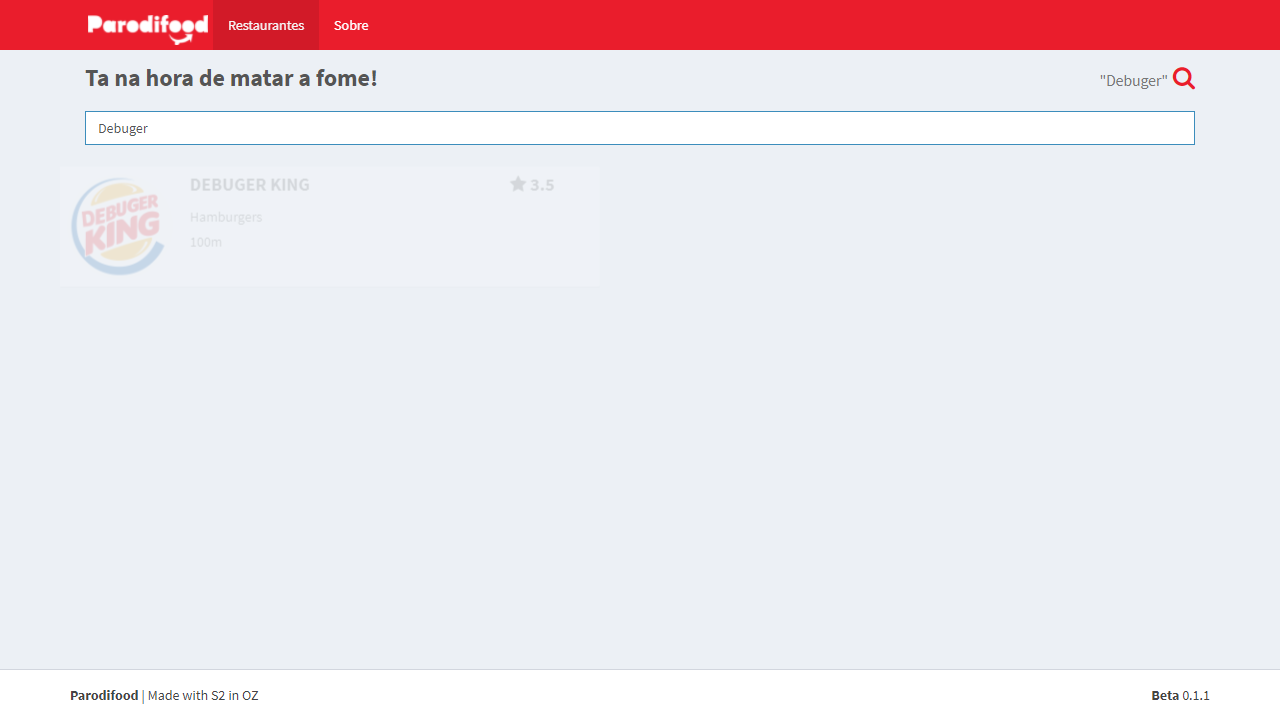 Parodifood Restaurantes Sobre
Ta na hora de matar a fome! "Debuger"
Debuger
DEBUGER KING
DEBUGER KING 3.5
Hamburgers
100m
Parodifood | Made with S2 in OZ Beta 0.1.1